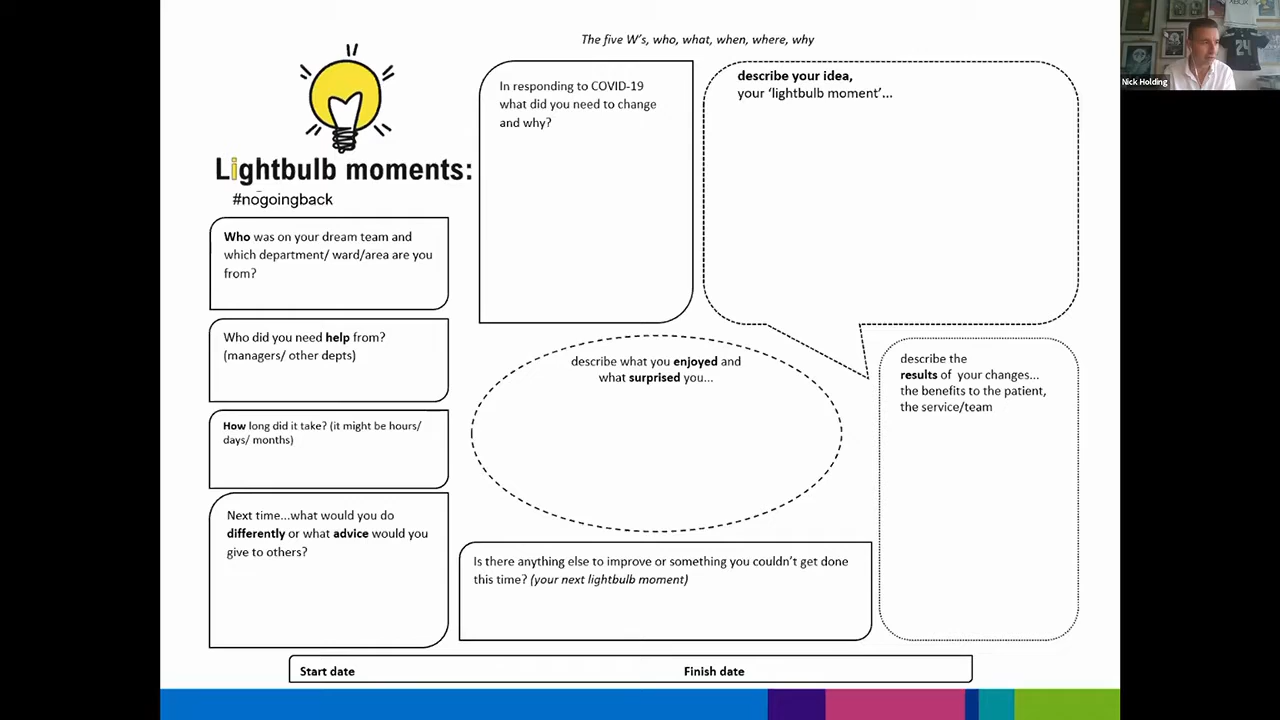 The five W's, who, what, when, where, why
Lightbulb moments:
#nogoingback
Who was on your dream team and
which department/ ward/area are you
from?
Who did you need help from?
(managers/ other depts)
How long did it take? (it might be hours/
days/ months)
Next time...what would you do
differently or what advice would you
give to others?
In responding to COVID-19
what did you need to change
and why?
describe your idea,
your 'lightbulb moment'...
describe what you enjoyed and
what surprised you...
describe the
results of your changes...
the benefits to the patient,
the service/team
Is there anything else to improve or something you couldn't get done
this time? (your next lightbulb moment)
Start date
Finish date
Nick Holding
XBOX
24